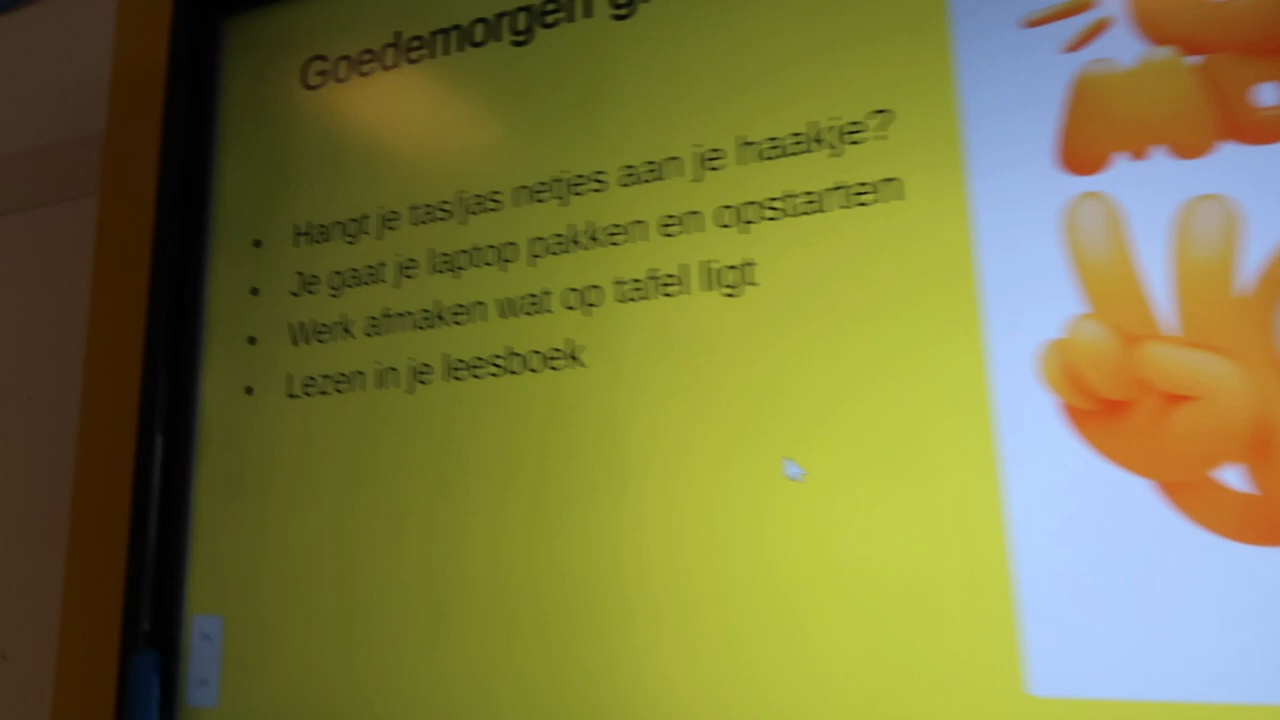 Goedemorgen
• Hangt je tas/jas netjes aan je haakje?
• Je gaat je laptop pakken en opstarten
• Werk afmaken wat op tafel ligt
• Lezen in je leesboek